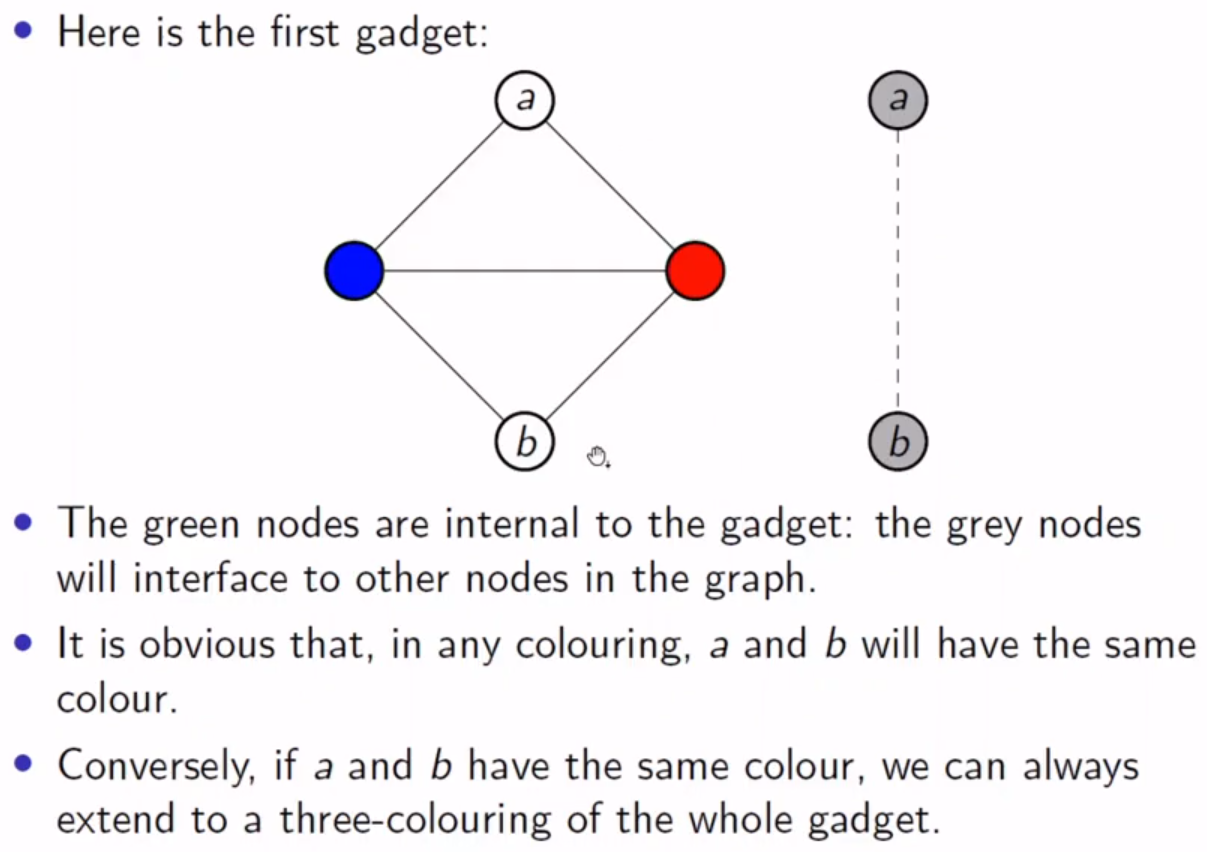 • Here is the first gadget:
a
a
b
b
• The green nodes are internal to the gadget: the grey nodes
will interface to other nodes in the graph.
• It is obvious that, in any colouring, a and b will have the same
colour.
• Conversely, if a and b have the same colour, we can always
extend to a three-colouring of the whole gadget.